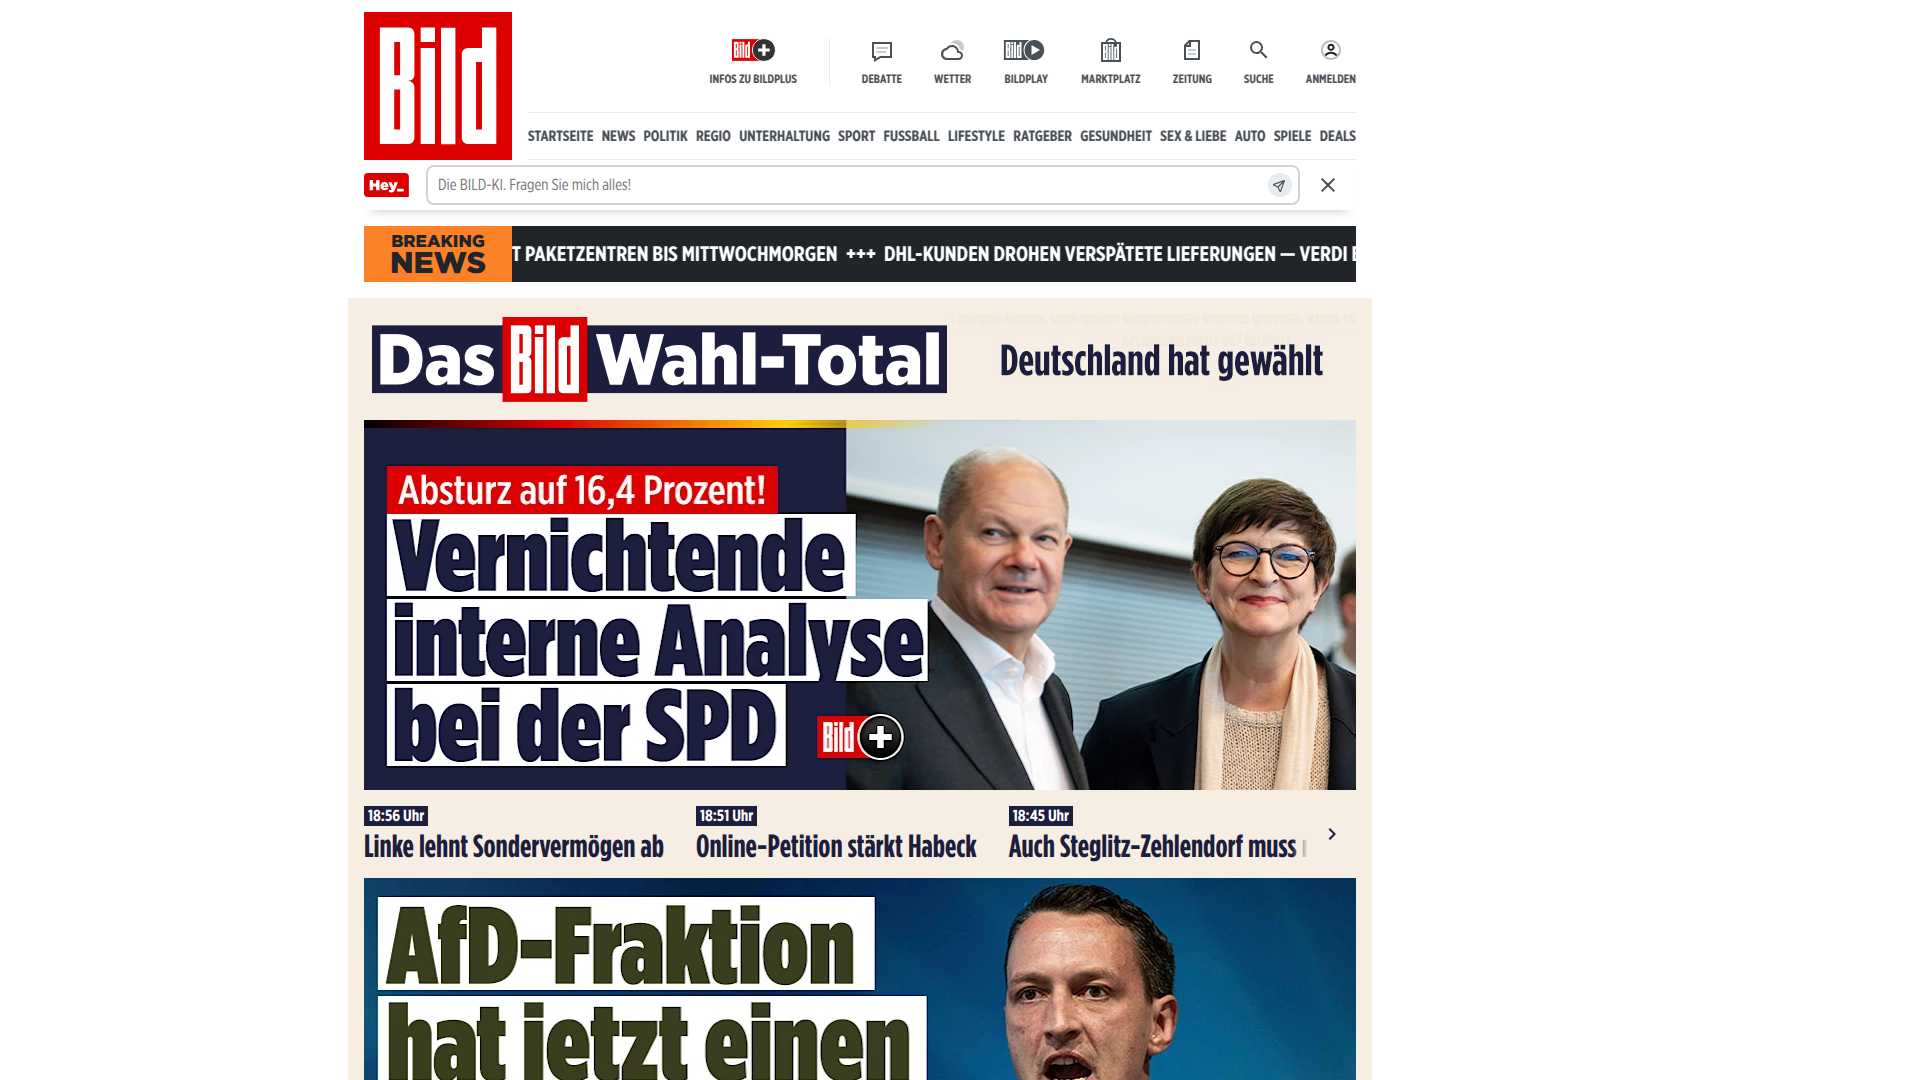 Bild
Bild
INFOS ZU BILDPLUS
DEBATTE
WETTER
Bild
BILDPLAY
Bild
MARKTPLATZ
ZEITUNG
SUCHE
ANMELDEN
STARTSEITE NEWS POLITIK REGIO UNTERHALTUNG SPORT FUSSBALL LIFESTYLE RATGEBER GESUNDHEIT SEX & LIEBE AUTO SPIELE DEALS
Hey_
Die BILD-KI. Fragen Sie mich alles!
BREAKING
NEWS
T PAKETZENTREN BIS MITTWOCHMORGEN +++ DHL-KUNDEN DROHEN VERSPÄTETE LIEFERUNGEN — VERDI
Das Bild Wahl-Total
Deutschland hat gewählt
Absturz auf 16,4 Prozent!
Vernichtende
interne Analyse
bei der SPD
Bild +
18:56 Uhr
Linke lehnt Sondervermögen ab
18:51 Uhr
Online-Petition stärkt Habeck
18:45 Uhr
Auch Steglitz-Zehlendorf muss
AfD-Fraktion
hat jetzt einen